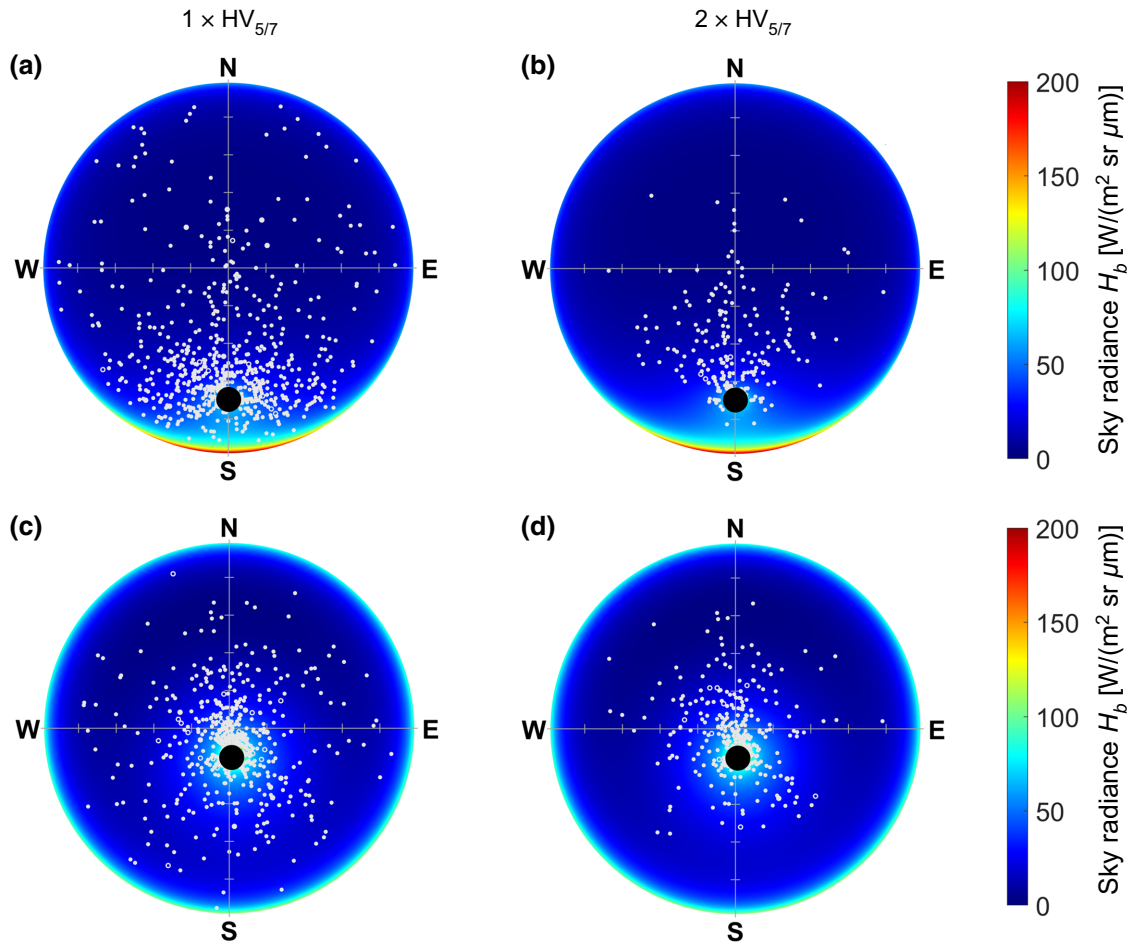 1 × HV5/7
2 × HV5/7
(a)
N
W
E
S
(b)
N
W
E
S
200
150
100
50
0
Sky radiance Hb [W/(m² sr µm)]
(c)
N
W
E
S
(d)
N
W
E
S
200
150
100
50
0
Sky radiance Hb [W/(m² sr µm)]